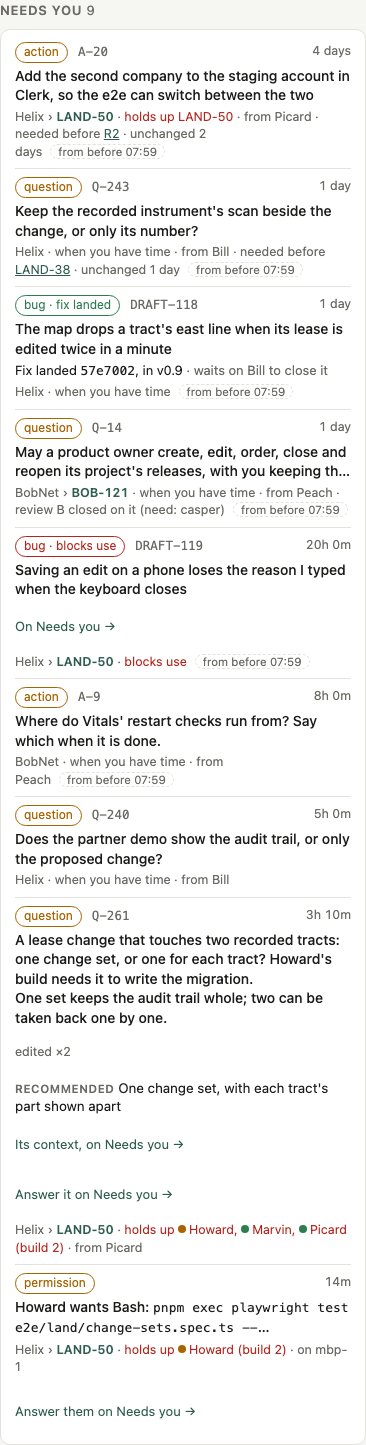 NEEDS YOU 9
action A-20 4 days
Add the second company to the staging account in
Clerk, so the e2e can switch between the two
Helix › LAND-50 · holds up LAND-50 · from Picard ·
needed before R2 · unchanged 2
days from before 07:59
question Q-243 1 day
Keep the recorded instrument's scan beside the
change, or only its number?
Helix · when you have time · from Bill · needed before
LAND-38 · unchanged 1 day from before 07:59
bug · fix landed DRAFT-118 1 day
The map drops a tract's east line when its lease is
edited twice in a minute
Fix landed 57e7002, in v0.9 · waits on Bill to close it
Helix · when you have time from before 07:59
question Q-14 1 day
May a product owner create, edit, order, close and
reopen its project's releases, with you keeping th...
BobNet › BOB-121 · when you have time · from Peach ·
review B closed on it (need: casper) from before 07:59
bug · blocks use DRAFT-119 20h 0m
Saving an edit on a phone loses the reason I typed
when the keyboard closes
On Needs you →
Helix › LAND-50 · blocks use from before 07:59
action A-9 8h 0m
Where do Vitals' restart checks run from? Say
which when it is done.
BobNet · when you have time · from
Peach from before 07:59
question Q-240 5h 0m
Does the partner demo show the audit trail, or only
the proposed change?
Helix · when you have time · from Bill
question Q-261 3h 10m
A lease change that touches two recorded tracts:
one change set, or one for each tract? Howard's
build needs it to write the migration.
One set keeps the audit trail whole; two can be
taken back one by one.
edited ×2
RECOMMENDED One change set, with each tract's
part shown apart
Its context, on Needs you →
Answer it on Needs you →
Helix › LAND-50 · holds up Howard, Marvin, Picard
(build 2) · from Picard
permission 14m
Howard wants Bash: pnpm exec playwright test
e2e/land/change-sets.spec.ts --...
Helix › LAND-50 · holds up Howard (build 2) · on mbp-
1
Answer them on Needs you →